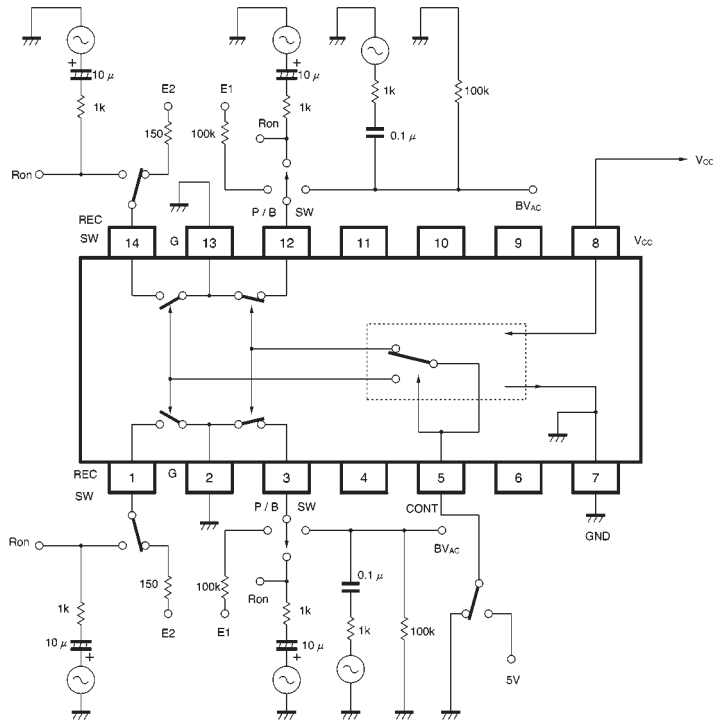 +
10 μ
1k
E2
150
Ron
REC
SW
E1
100k
+
10 μ
1k
Ron
P / B SW
1k
0.1 μ
100k
BVAC
VCC
14
G
13
12
11
10
9
8
VCC
REC
SW
1
G
2
3
4
5
6
7
P / B SW
CONT
GND
Ron
1k
10 μ
+
150
E2
100k
E1
Ron
1k
10 μ
+
0.1 μ
1k
100k
BVAC
5V